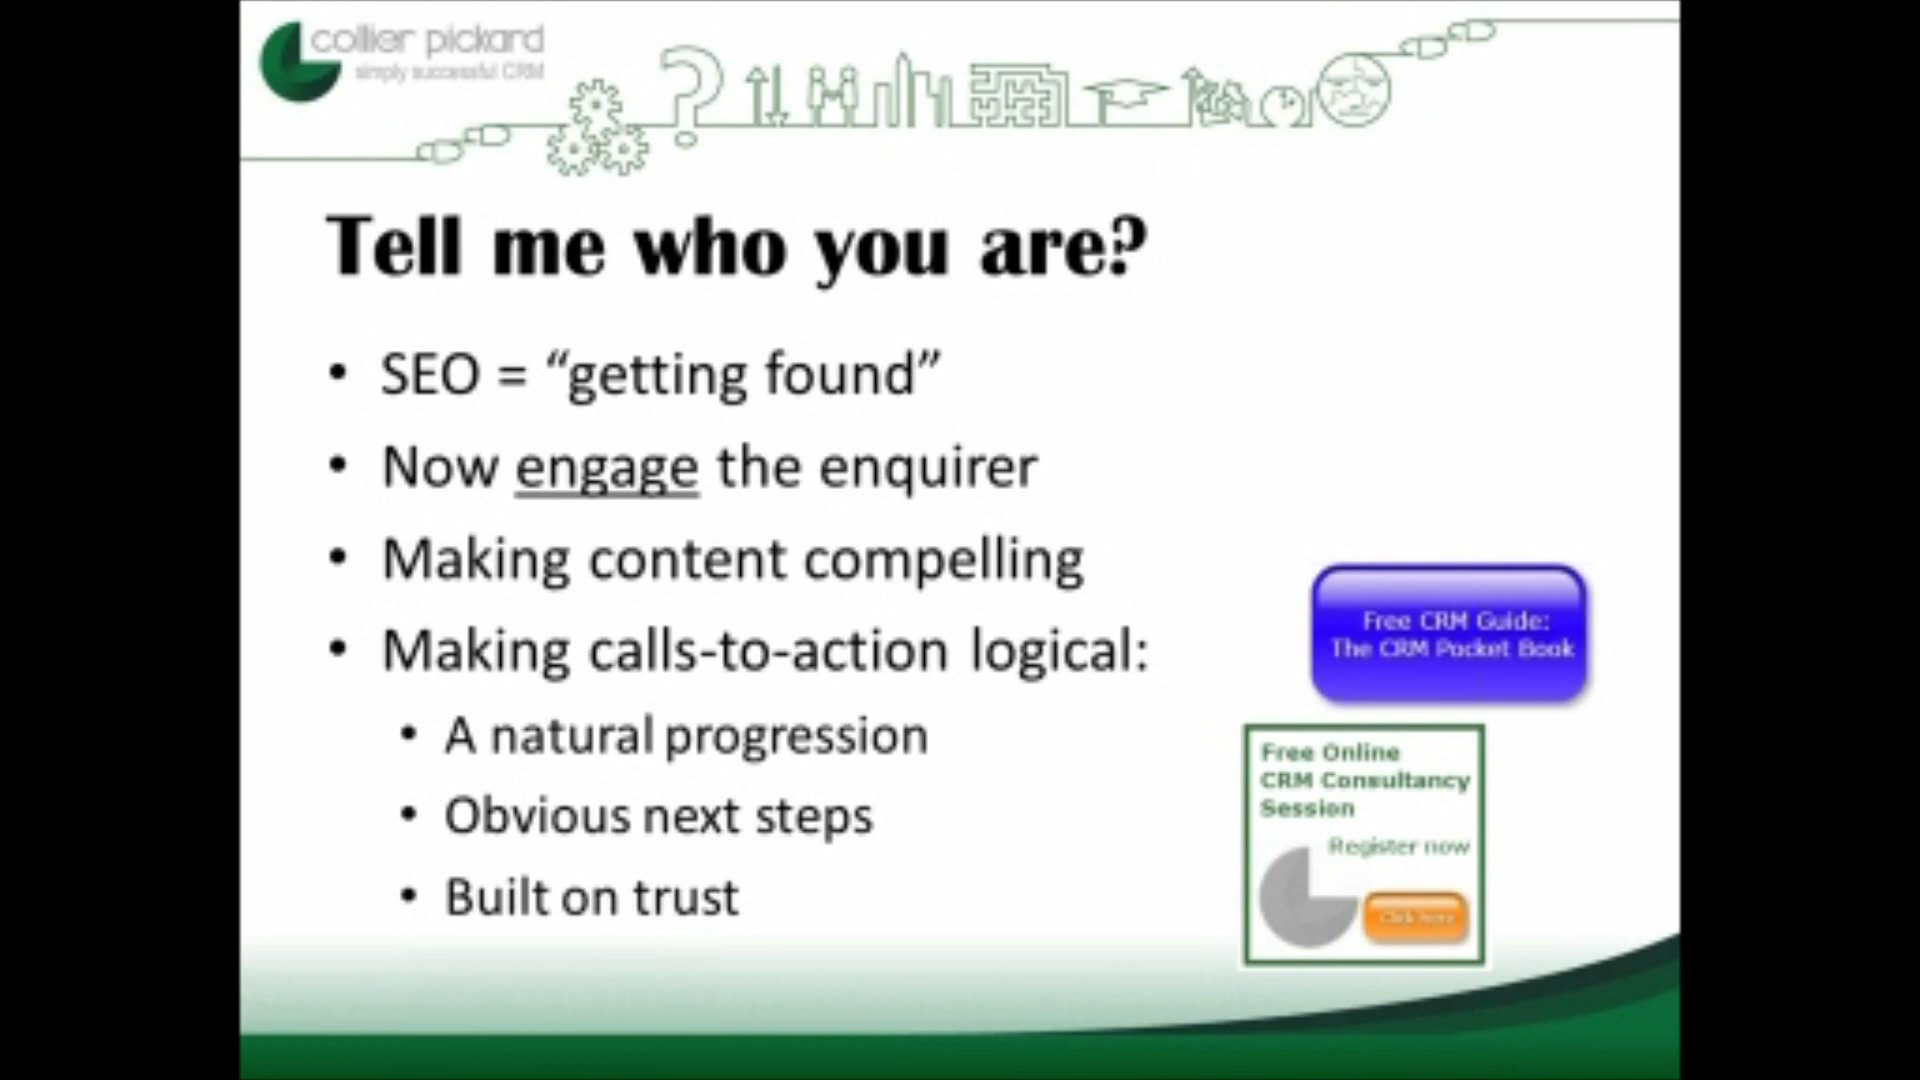 collier pickard
simply successful CRM
Tell me who you are?
• SEO = “getting found”
• Now engage the enquirer
• Making content compelling
• Making calls-to-action logical:
• A natural progression
• Obvious next steps
• Built on trust
Free CRM Guide:
The CRM Pocket Book
Free Online
CRM Consultancy
Session
Register now
Click here